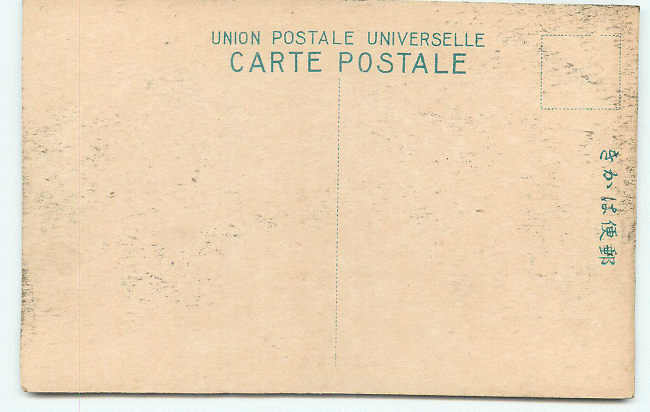 UNION POSTALE UNIVERSELLE
CARTE POSTALE
きかは便郵